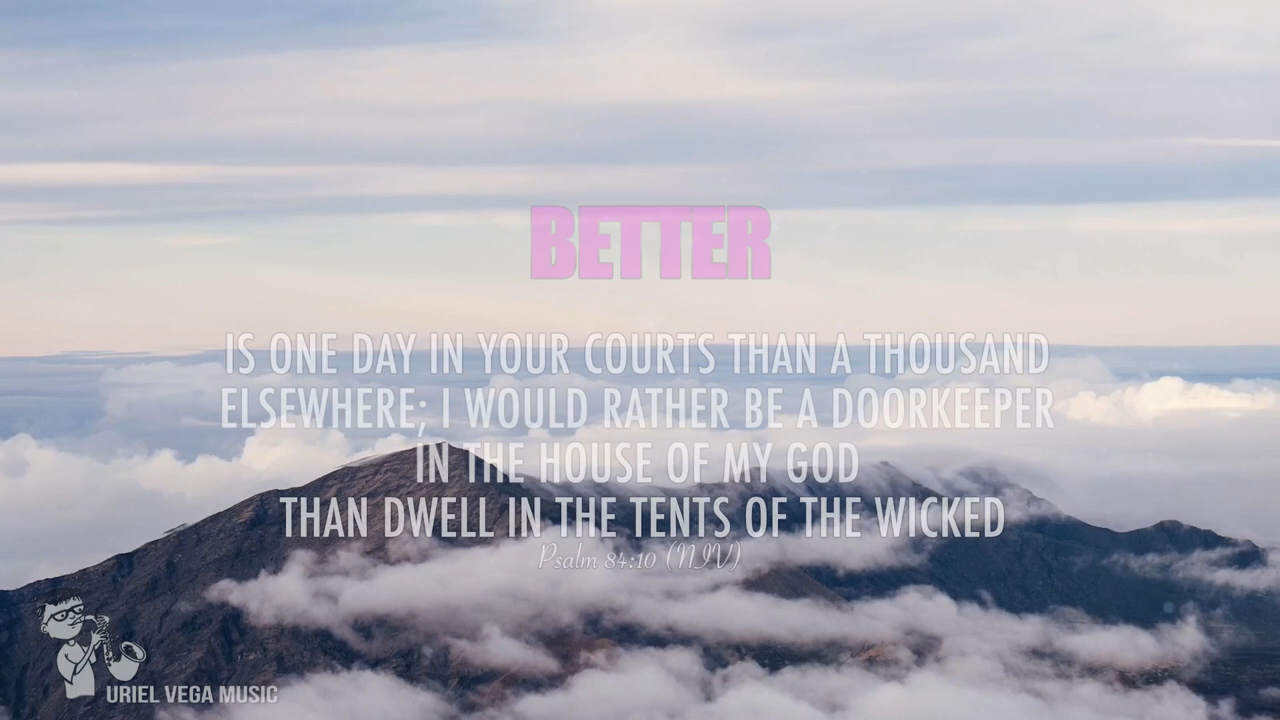 BETTER
IS ONE DAY IN YOUR COURTS THAN A THOUSAND
ELSEWHERE; I WOULD RATHER BE A DOORKEEPER
IN THE HOUSE OF MY GOD
THAN DWELL IN THE TENTS OF THE WICKED
Psalm 84:10 (NIV)
URIEL VEGA MUSIC